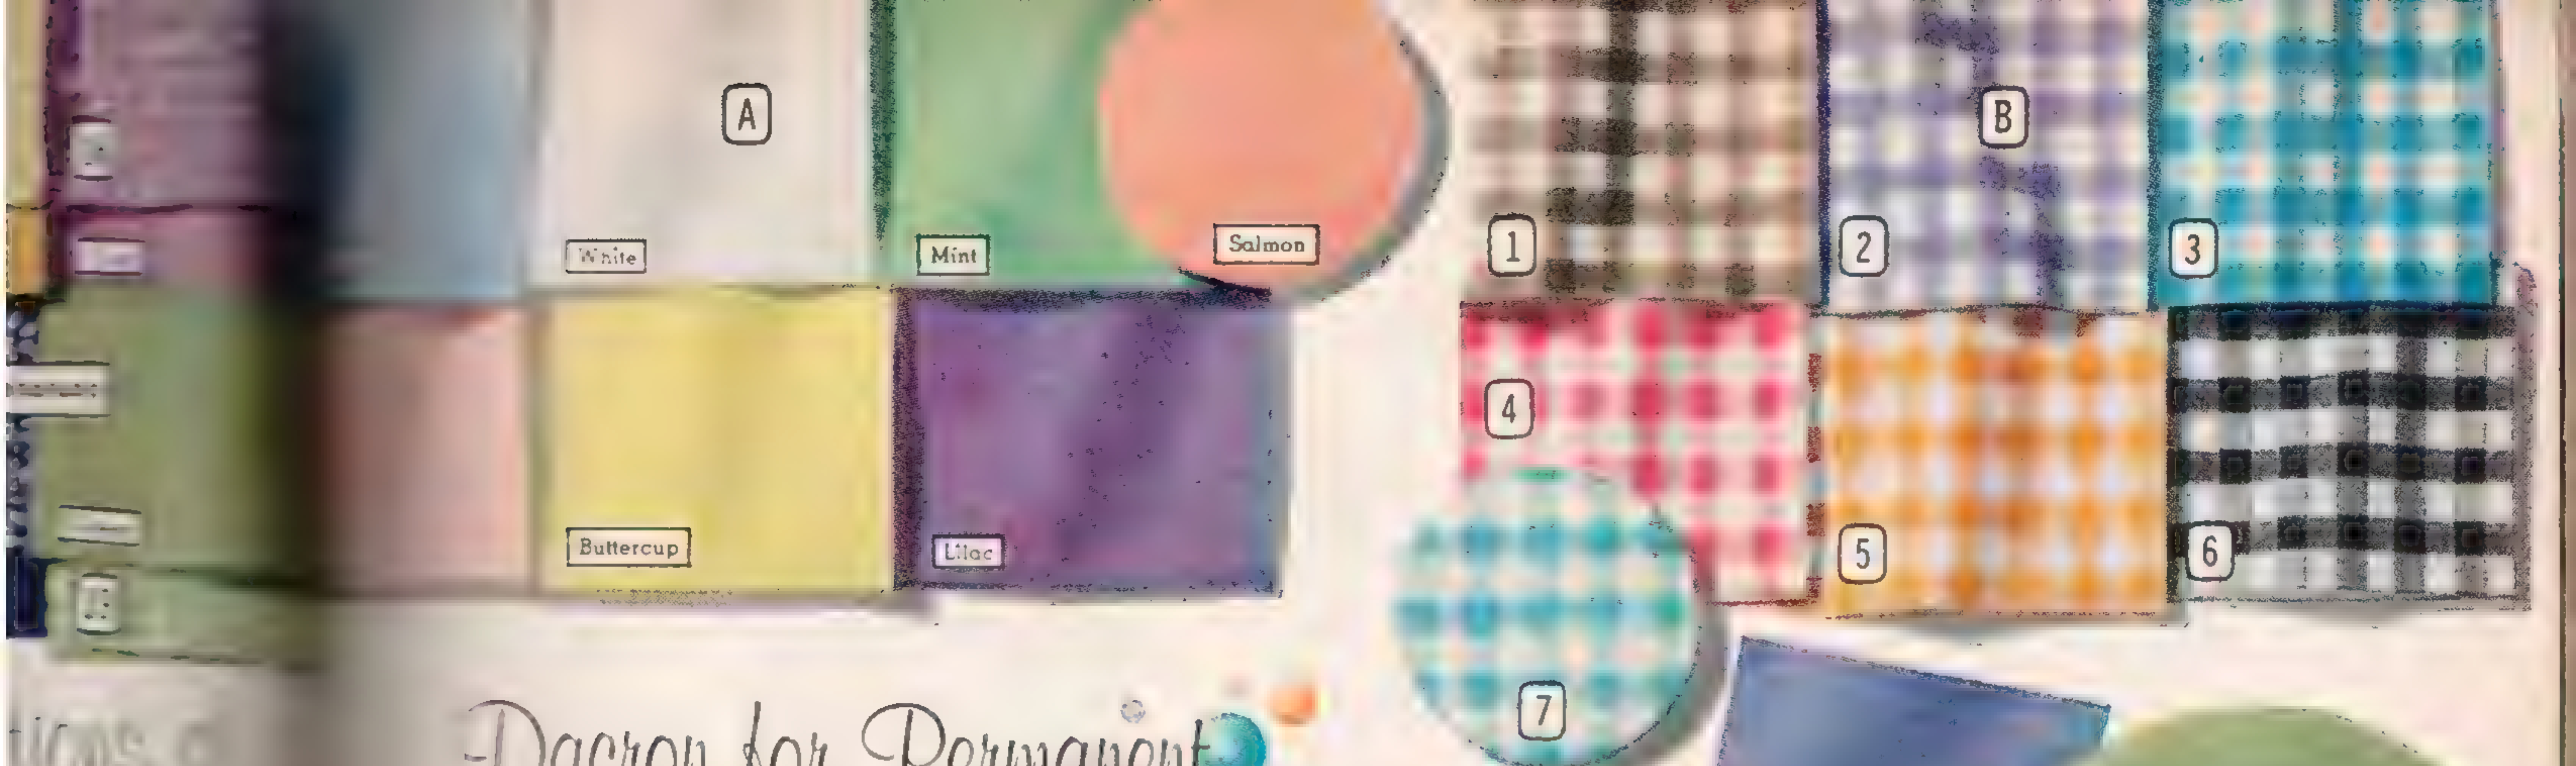 A
B
White
Mint
Salmon
1
2
3
4
Buttercup
Lilac
5
6
7
Dacron for Permanent